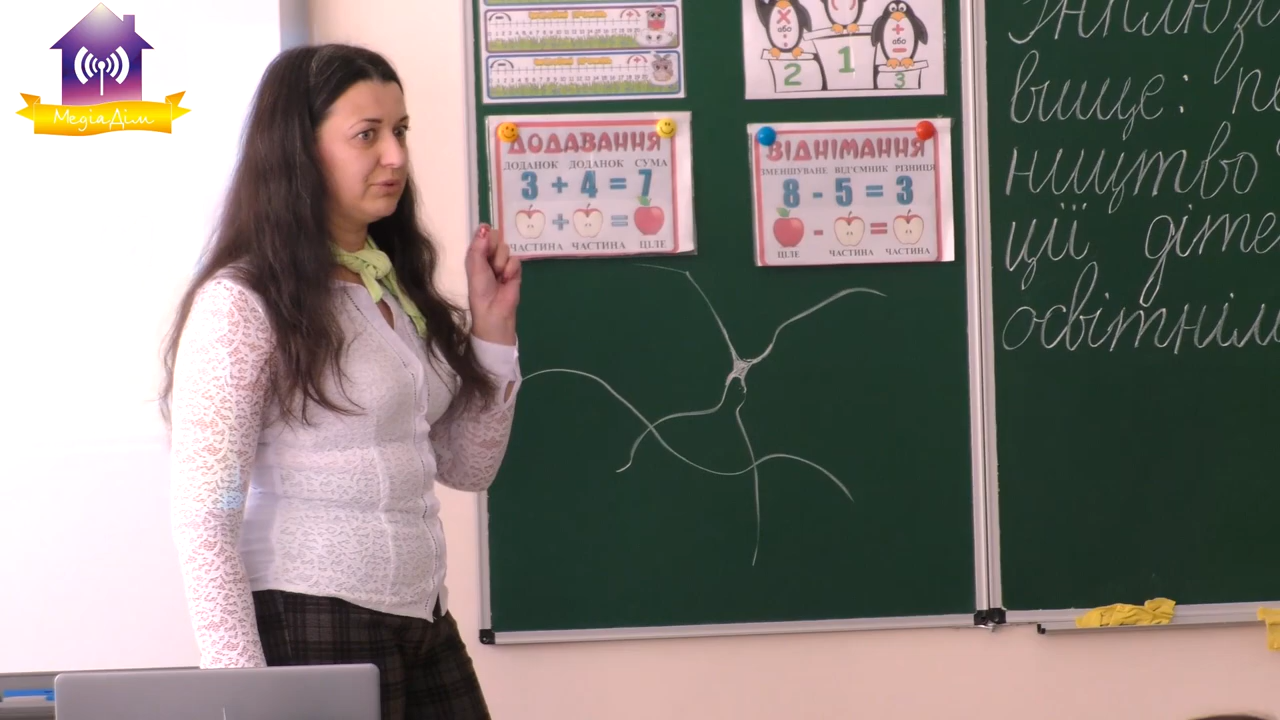 МедіаДім
ДОДАВАННЯ
ДОДАНОК ДОДАНОК СУМА
3 + 4 = 7
+ =
ЧАСТИНА ЧАСТИНА ЦІЛЕ
× або :
+ або -
2 1 3
ВІДНІМАННЯ
ЗМЕНШУВАНЕ ВІД'ЄМНИК РІЗНИЦЯ
8 - 5 = 3
- =
ЦІЛЕ ЧАСТИНА ЧАСТИНА
вище:
ництво
ції діте
освітнім